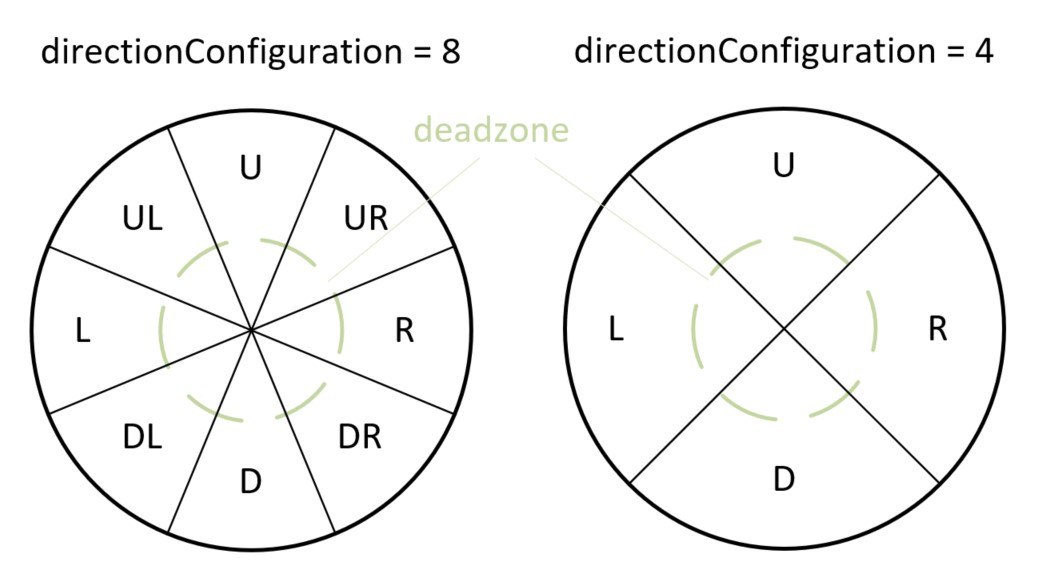 directionConfiguration = 8
directionConfiguration = 4
deadzone
U
UL
UR
L
R
DL
DR
D
U
L
R
D